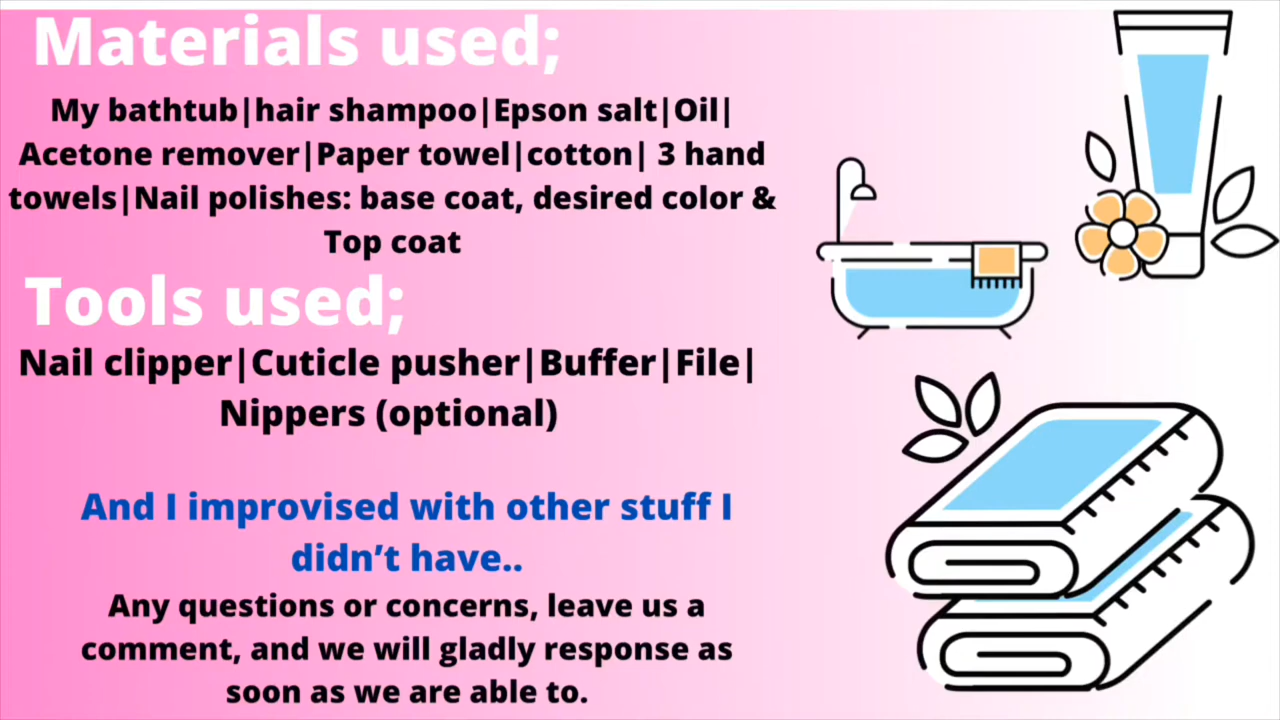 Materials used;
My bathtub|hair shampoo|Epson salt|Oil|
Acetone remover|Paper towel|cotton| 3 hand
towels|Nail polishes: base coat, desired color &
Top coat
Tools used;
Nail clipper|Cuticle pusher|Buffer|File|
Nippers (optional)
And I improvised with other stuff I
didn’t have..
Any questions or concerns, leave us a
comment, and we will gladly response as
soon as we are able to.